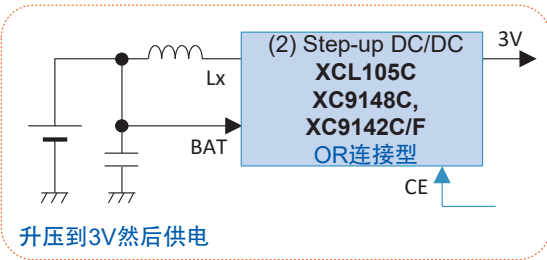 (2) Step-up DC/DC
XCL105C
XC9148C,
XC9142C/F
OR连接型
3V
Lx
BAT
CE
升压到3V然后供电